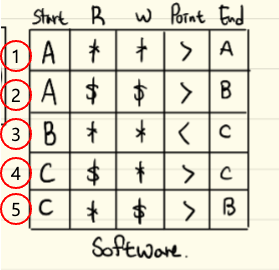 Start R W Point End
1 A * * > A
2 A $ $ > B
3 B * * < C
4 C $ * > C
5 C * $ > B
Software.